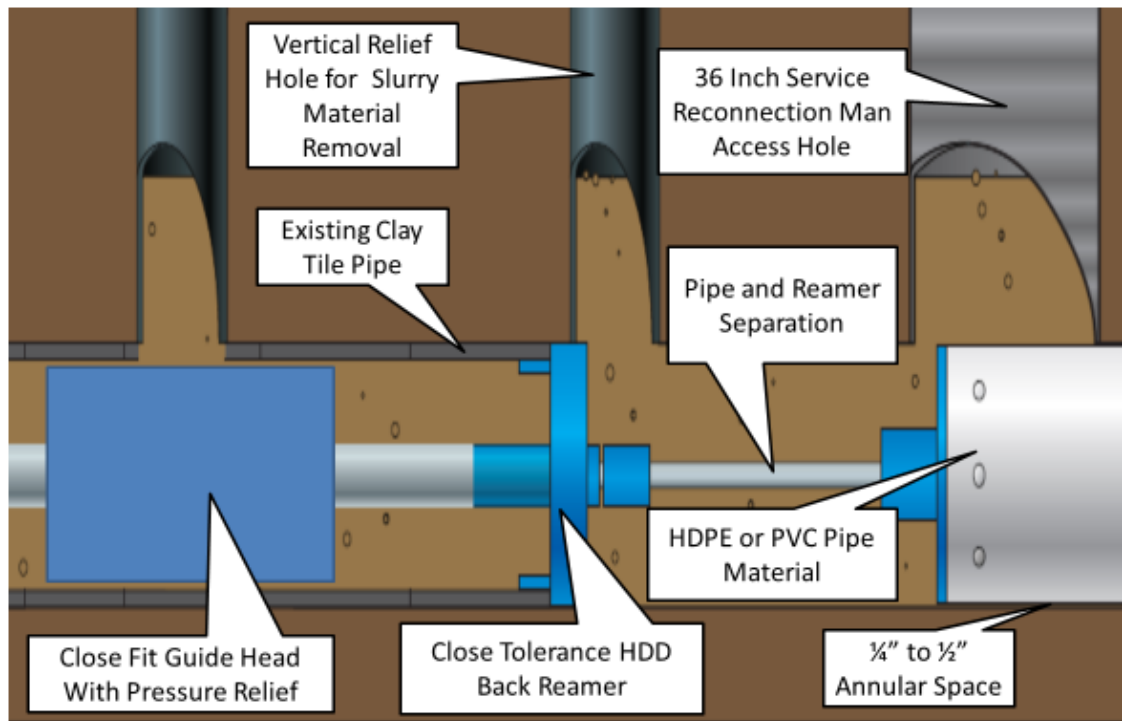 Vertical Relief
Hole for Slurry
Material
Removal
36 Inch Service
Reconnection Man
Access Hole
Existing Clay
Tile Pipe
Pipe and Reamer
Separation
HDPE or PVC Pipe
Material
Close Fit Guide Head
With Pressure Relief
Close Tolerance HDD
Back Reamer
¼” to ½”
Annular Space